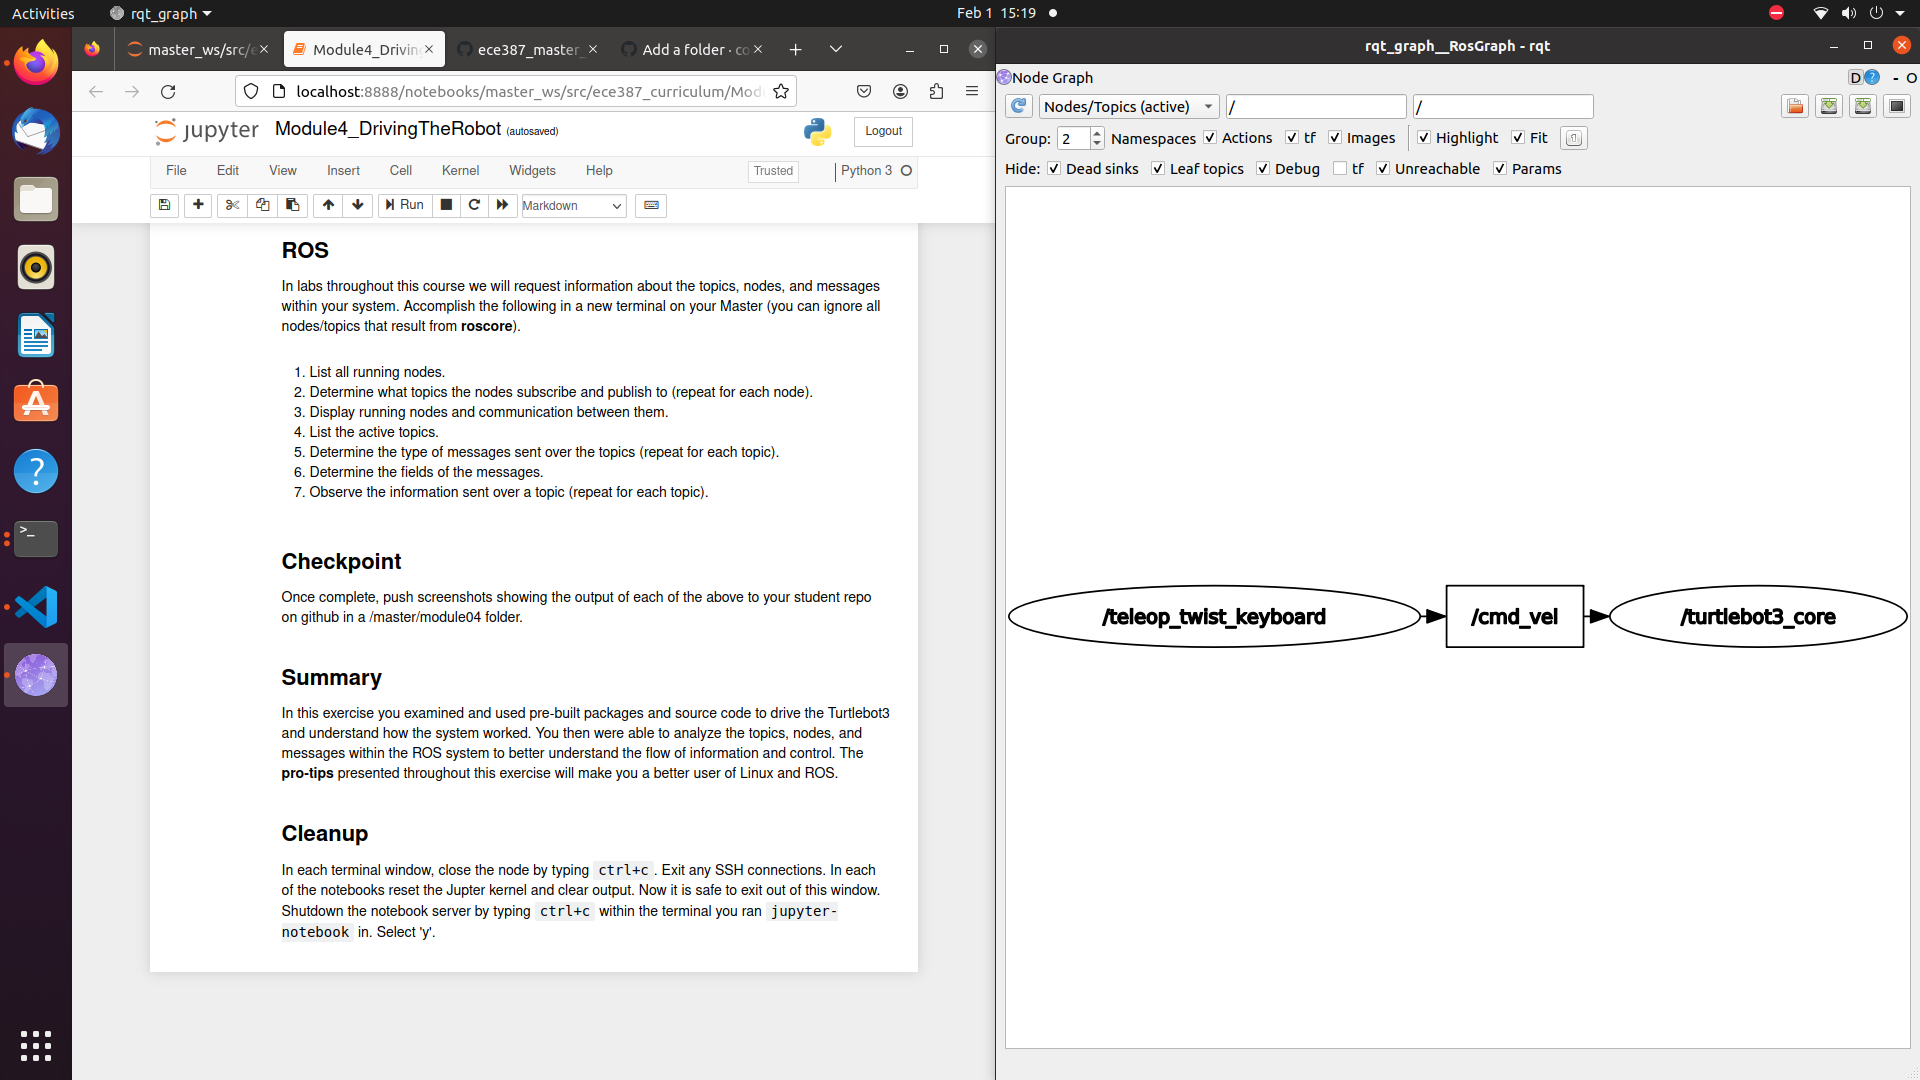 Activities
rqt_graph
Feb 1 15:19
master_ws/src/e
Module4_Drivin
ece387_master_
Add a folder · co
localhost:8888/notebooks/master_ws/src/ece387_curriculum/Mod
jupyter
Module4_DrivingTheRobot (autosaved)
Logout
File Edit View Insert Cell Kernel Widgets Help
Trusted
Python 3
Run
Markdown
ROS
In labs throughout this course we will request information about the topics, nodes, and messages
within your system. Accomplish the following in a new terminal on your Master (you can ignore all
nodes/topics that result from roscore).
1. List all running nodes.
2. Determine what topics the nodes subscribe and publish to (repeat for each node).
3. Display running nodes and communication between them.
4. List the active topics.
5. Determine the type of messages sent over the topics (repeat for each topic).
6. Determine the fields of the messages.
7. Observe the information sent over a topic (repeat for each topic).
Checkpoint
Once complete, push screenshots showing the output of each of the above to your student repo
on github in a /master/module04 folder.
Summary
In this exercise you examined and used pre-built packages and source code to drive the Turtlebot3
and understand how the system worked. You then were able to analyze the topics, nodes, and
messages within the ROS system to better understand the flow of information and control. The
pro-tips presented throughout this exercise will make you a better user of Linux and ROS.
Cleanup
In each terminal window, close the node by typing ctrl+c. Exit any SSH connections. In each
of the notebooks reset the Jupter kernel and clear output. Now it is safe to exit out of this window.
Shutdown the notebook server by typing ctrl+c within the terminal you ran jupyter-
notebook in. Select 'y'.
rqt_graph__RosGraph - rqt
Node Graph
D ? - O
Nodes/Topics (active) / /
Group: 2 Namespaces Actions tf Images Highlight Fit
Hide: Dead sinks Leaf topics Debug tf Unreachable Params
/teleop_twist_keyboard
/cmd_vel
/turtlebot3_core